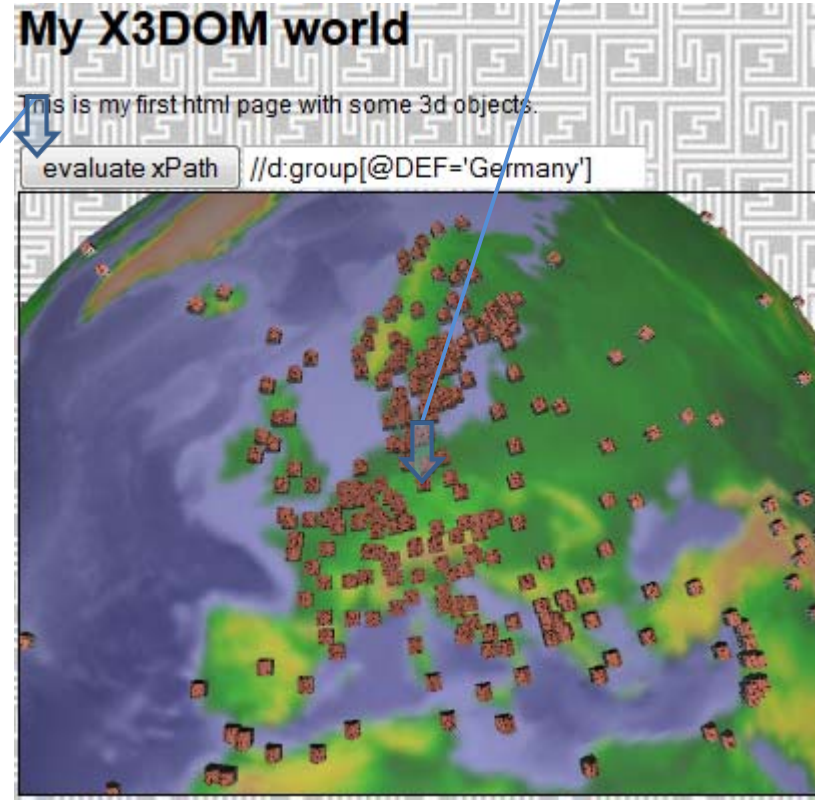 My X3DOM world
This is my first html page with some 3d objects.
evaluate xPath //d:group[@DEF='Germany']